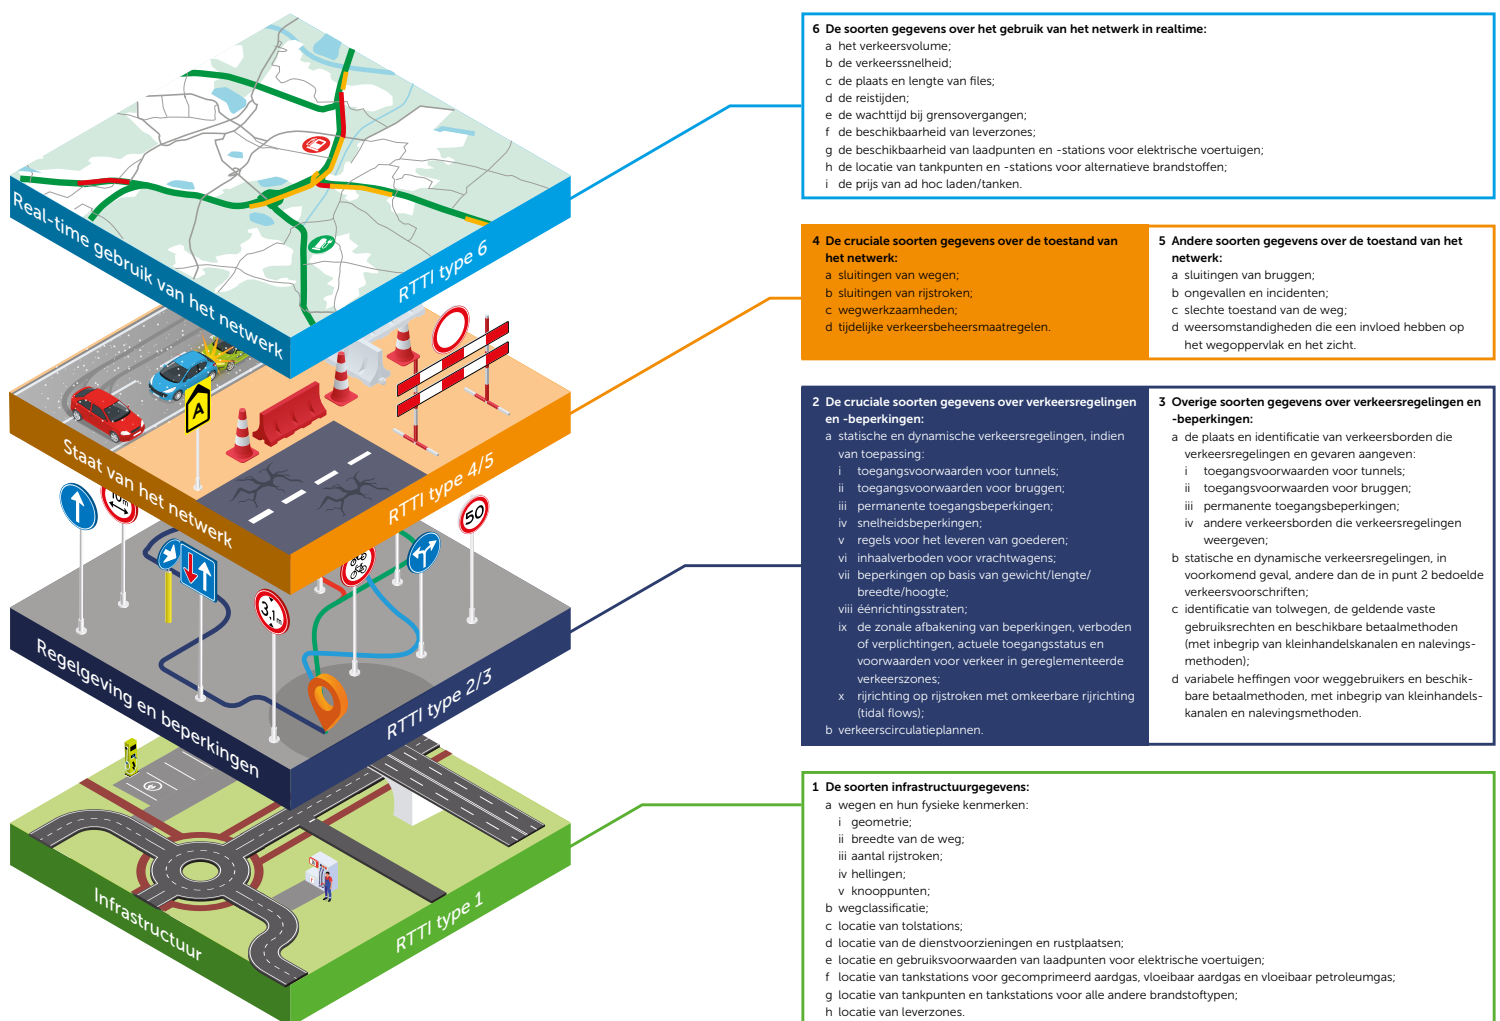 Real-time gebruik van het netwerk
RTTI type 6
Staat van het netwerk
RTTI type 4/5
A
10m
50
3,1m
Regelgeving en beperkingen
RTTI type 2/3
Infrastructuur
RTTI type 1
6 De soorten gegevens over het gebruik van het netwerk in realtime:
a het verkeersvolume;
b de verkeerssnelheid;
c de plaats en lengte van files;
d de reistijden;
e de wachttijd bij grensovergangen;
f de beschikbaarheid van leverzones;
g de beschikbaarheid van laadpunten en -stations voor elektrische voertuigen;
h de locatie van tankpunten en -stations voor alternatieve brandstoffen;
i de prijs van ad hoc laden/tanken.
4 De cruciale soorten gegevens over de toestand van
het netwerk:
a sluitingen van wegen;
b sluitingen van rijstroken;
c wegwerkzaamheden;
d tijdelijke verkeersbeheersmaatregelen.
5 Andere soorten gegevens over de toestand van het
netwerk:
a sluitingen van bruggen;
b ongevallen en incidenten;
c slechte toestand van de weg;
d weersomstandigheden die een invloed hebben op
het wegoppervlak en het zicht.
2 De cruciale soorten gegevens over verkeersregelingen
en -beperkingen:
a statische en dynamische verkeersregelingen, indien
van toepassing:
i toegangsvoorwaarden voor tunnels;
ii toegangsvoorwaarden voor bruggen;
iii permanente toegangsbeperkingen;
iv snelheidsbeperkingen;
v regels voor het leveren van goederen;
vi inhaalverboden voor vrachtwagens;
vii beperkingen op basis van gewicht/lengte/
breedte/hoogte;
viii éénrichtingsstraten;
ix de zonale afbakening van beperkingen, verboden
of verplichtingen, actuele toegangsstatus en
voorwaarden voor verkeer in gereglementeerde
verkeerszones;
x rijrichting op rijstroken met omkeerbare rijrichting
(tidal flows);
b verkeerscirculatieplannen.
3 Overige soorten gegevens over verkeersregelingen en
-beperkingen:
a de plaats en identificatie van verkeersborden die
verkeersregelingen en gevaren aangeven:
i toegangsvoorwaarden voor tunnels;
ii toegangsvoorwaarden voor bruggen;
iii permanente toegangsbeperkingen;
iv andere verkeersborden die verkeersregelingen
weergeven;
b statische en dynamische verkeersregelingen, in
voorkomend geval, andere dan de in punt 2 bedoelde
verkeersvoorschriften;
c identificatie van tolwegen, de geldende vaste
gebruiksrechten en beschikbare betaalmethoden
(met inbegrip van kleinhandelskanalen en nalevings-
methoden);
d variabele heffingen voor weggebruikers en beschik-
bare betaalmethoden, met inbegrip van kleinhandels-
kanalen en nalevingsmethoden.
1 De soorten infrastructuurgegevens:
a wegen en hun fysieke kenmerken:
i geometrie;
ii breedte van de weg;
iii aantal rijstroken;
iv hellingen;
v knooppunten;
b wegclassificatie;
c locatie van tolstations;
d locatie van de dienstvoorzieningen en rustplaatsen;
e locatie en gebruiksvoorwaarden van laadpunten voor elektrische voertuigen;
f locatie van tankstations voor gecomprimeerd aardgas, vloeibaar aardgas en vloeibaar petroleumgas;
g locatie van tankpunten en tankstations voor alle andere brandstoftypen;
h locatie van leverzones.